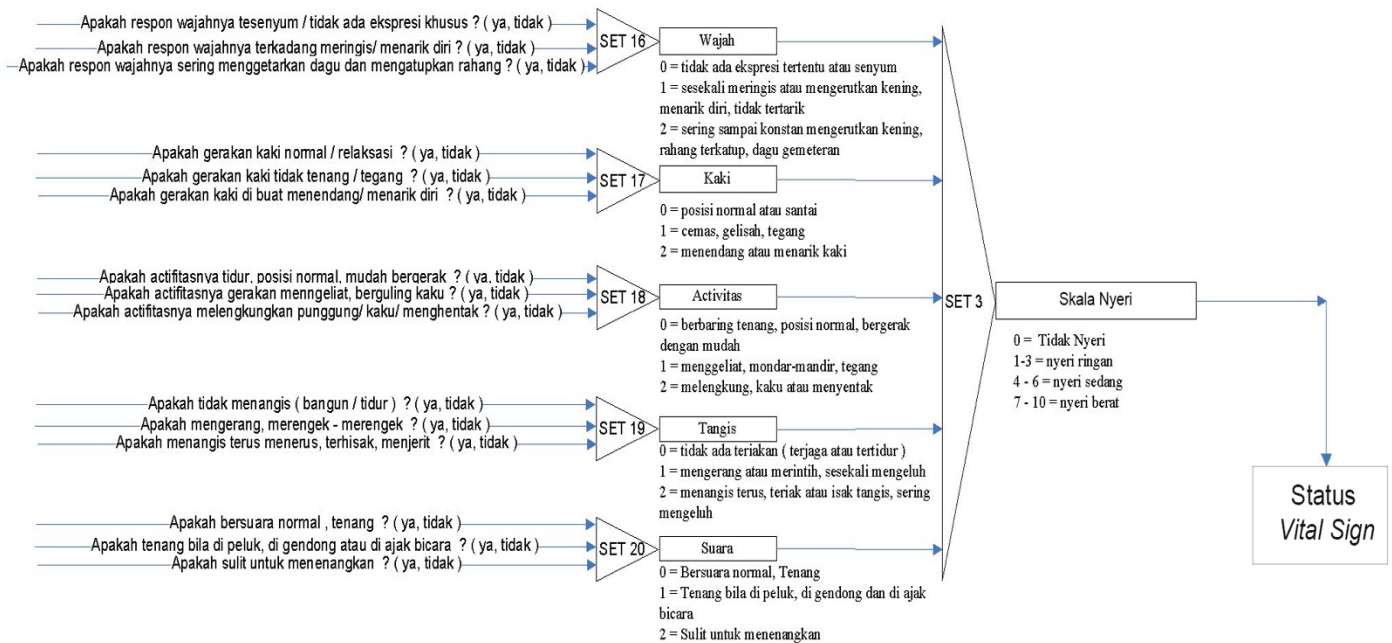 Apakah respon wajahnya tesenyum / tidak ada ekspresi khusus ? ( ya, tidak )
Apakah respon wajahnya terkadang meringis/ menarik diri ? ( ya, tidak )
Apakah respon wajahnya sering menggetarkan dagu dan mengatupkan rahang ? ( ya, tidak )
SET 16
Wajah
0 = tidak ada ekspresi tertentu atau senyum
1 = sesekali meringis atau mengerutkan kening,
menarik diri, tidak tertarik
2 = sering sampai konstan mengerutkan kening,
rahang terkatup, dagu gemeteran
Apakah gerakan kaki normal / relaksasi ? ( ya, tidak )
Apakah gerakan kaki tidak tenang / tegang ? ( ya, tidak )
Apakah gerakan kaki di buat menendang/ menarik diri ? ( ya, tidak )
SET 17
Kaki
0 = posisi normal atau santai
1 = cemas, gelisah, tegang
2 = menendang atau menarik kaki
Apakah actifitasnya tidur, posisi normal, mudah bergerak ? ( ya, tidak )
Apakah actifitasnya gerakan menngeliat, berguling kaku ? ( ya, tidak )
Apakah actifitasnya melengkungkan punggung/ kaku/ menghentak ? ( ya, tidak )
SET 18
Activitas
0 = berbaring tenang, posisi normal, bergerak
dengan mudah
1 = menggeliat, mondar-mandir, tegang
2 = melengkung, kaku atau menyentak
Apakah tidak menangis ( bangun / tidur ) ? ( ya, tidak )
Apakah mengerang, merengek - merengek ? ( ya, tidak )
Apakah menangis terus menerus, terhisak, menjerit ? ( ya, tidak )
SET 19
Tangis
0 = tidak ada teriakan ( terjaga atau tertidur )
1 = mengerang atau merintih, sesekali mengeluh
2 = menangis terus, teriak atau isak tangis, sering
mengeluh
Apakah bersuara normal , tenang ? ( ya, tidak )
Apakah tenang bila di peluk, di gendong atau di ajak bicara ? ( ya, tidak )
Apakah sulit untuk menenangkan ? ( ya, tidak )
SET 20
Suara
0 = Bersuara normal, Tenang
1 = Tenang bila di peluk, di gendong dan di ajak
bicara
2 = Sulit untuk menenangkan
SET 3
Skala Nyeri
0 = Tidak Nyeri
1-3 = nyeri ringan
4 - 6 = nyeri sedang
7 - 10 = nyeri berat
Status
Vital Sign